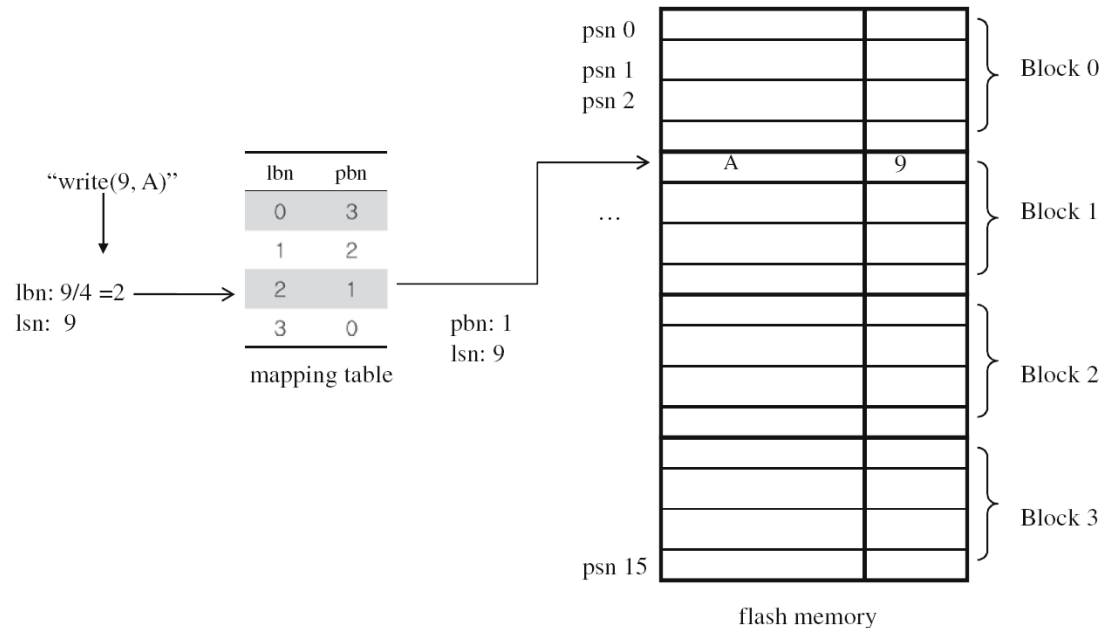 psn 0
psn 1
psn 2
Block 0
“write(9, A)”
lbn pbn
0 3
1 2
2 1
3 0
mapping table
lbn: 9/4 =2
lsn: 9
pbn: 1
lsn: 9
A 9
...
Block 1
Block 2
Block 3
psn 15
flash memory